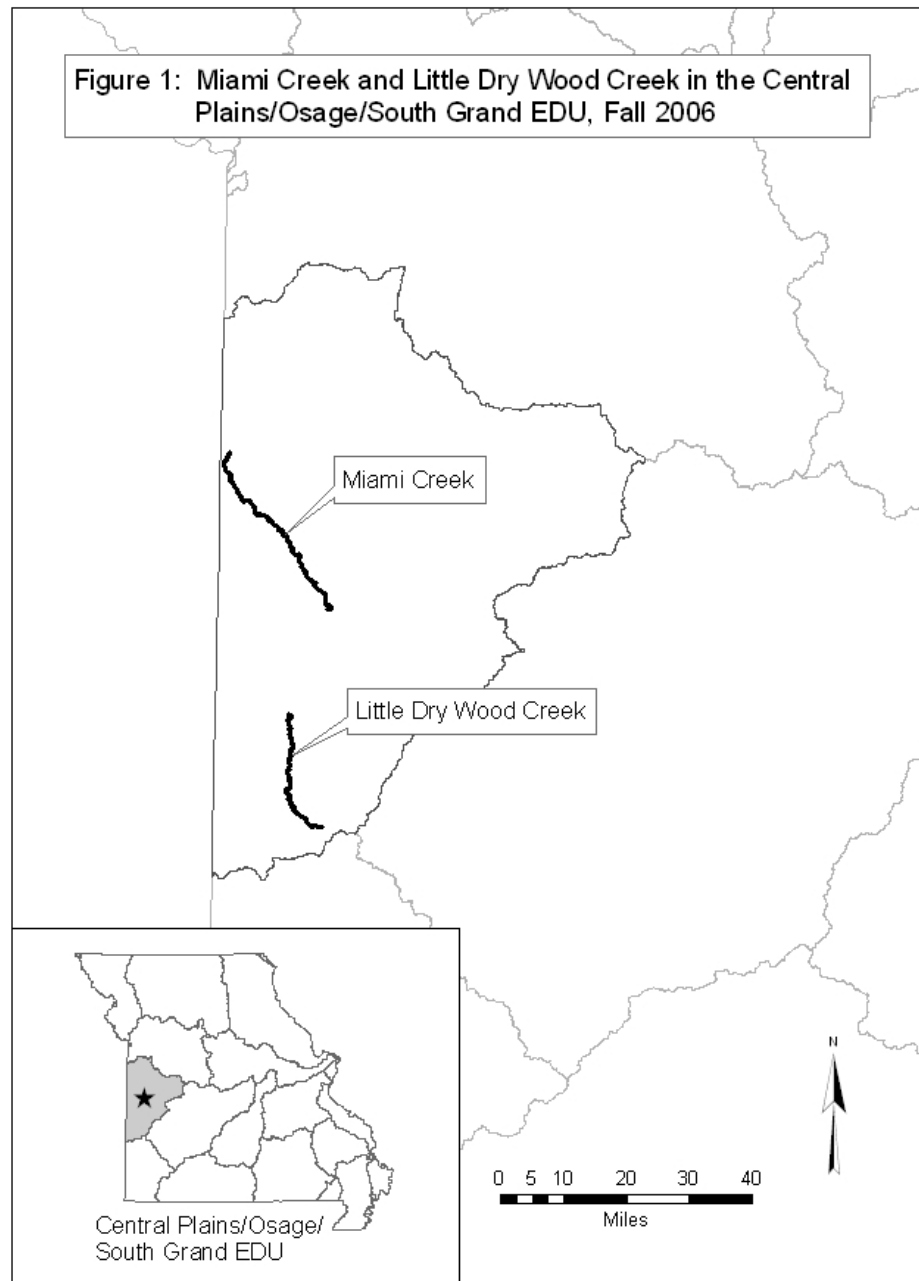 Figure 1: Miami Creek and Little Dry Wood Creek in the Central
Plains/Osage/South Grand EDU, Fall 2006
Miami Creek
Little Dry Wood Creek
N
0 5 10 20 30 40
Miles
Central Plains/Osage/
South Grand EDU